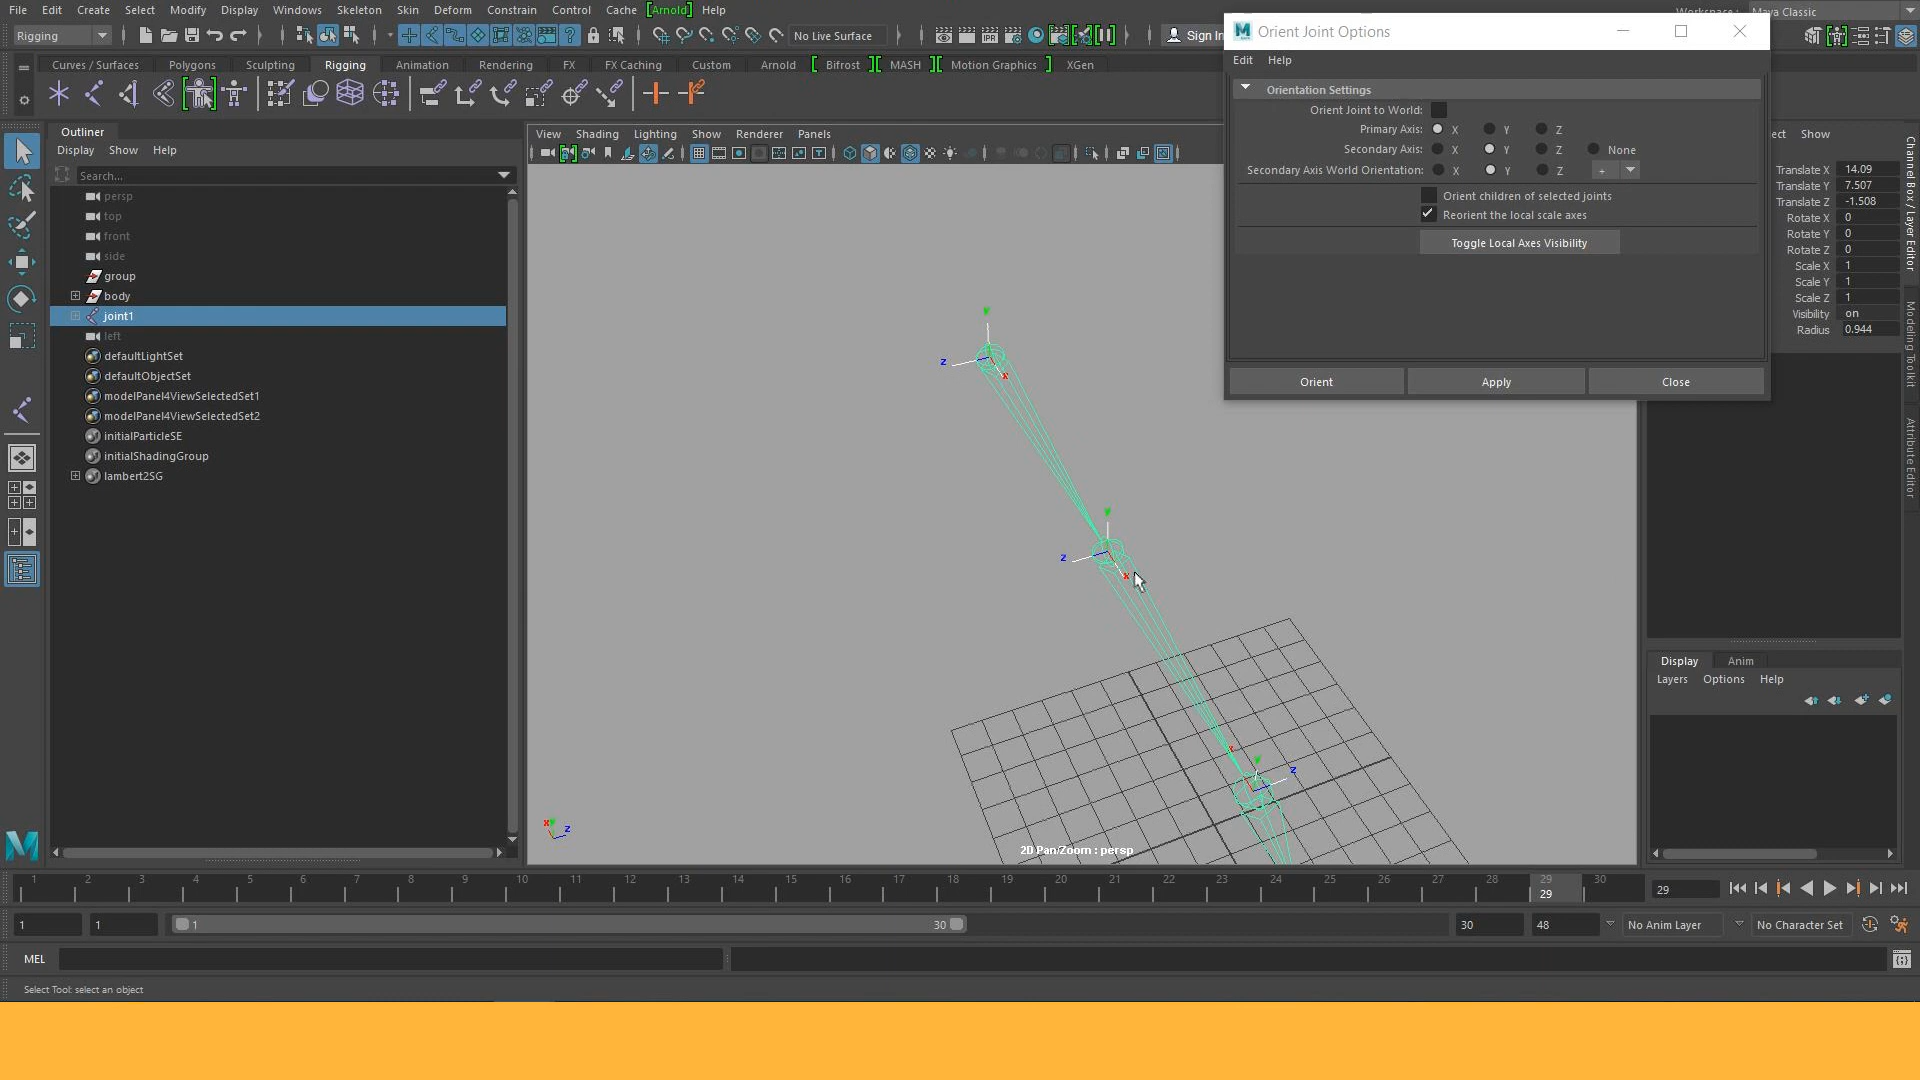 File Edit Create Select Modify Display Windows Skeleton Skin Deform Constrain Control Cache [Arnold] Help
Maya Classic
Rigging
No Live Surface
Sign In
Orient Joint Options
Edit Help
Orientation Settings
Orient Joint to World:
Primary Axis: X Y Z
Secondary Axis: X Y Z None
Secondary Axis World Orientation: X Y Z +
Orient children of selected joints
Reorient the local scale axes
Toggle Local Axes Visibility
Orient Apply Close
Curves / Surfaces Polygons Sculpting Rigging Animation Rendering FX FX Caching Custom Arnold [ Bifrost ][ MASH ][ Motion Graphics ] XGen
Outliner
Display Show Help
Search...
persp
top
front
side
group
body
joint1
left
defaultLightSet
defaultObjectSet
modelPanel4ViewSelectedSet1
modelPanel4ViewSelectedSet2
initialParticleSE
initialShadingGroup
lambert2SG
View Shading Lighting Show Renderer Panels
Y
Z
X
Y
Z
X
X
Y
Z
X Y Z
2D Pan/Zoom : persp
ect Show
Translate X 14.09
Translate Y 7.507
Translate Z -1.508
Rotate X 0
Rotate Y 0
Rotate Z 0
Scale X 1
Scale Y 1
Scale Z 1
Visibility on
Radius 0.944
Channel Box / Layer Editor
Modeling Toolkit
Attribute Editor
Display Anim
Layers Options Help
1 2 3 4 5 6 7 8 9 10 11 12 13 14 15 16 17 18 19 20 21 22 23 24 25 26 27 28 29 30
29
29
1 1 1 30 30 48 No Anim Layer No Character Set
MEL
Select Tool: select an object